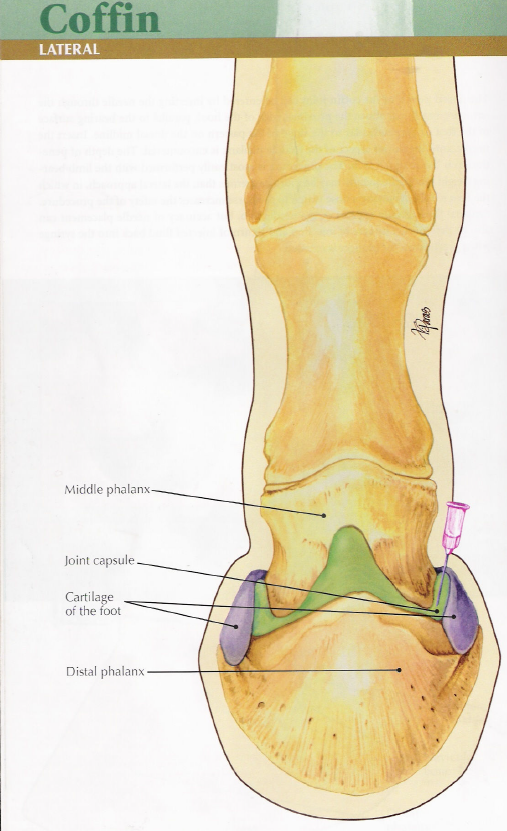 Coffin
LATERAL
Middle phalanx
Joint capsule
Cartilage
of the foot
Distal phalanx